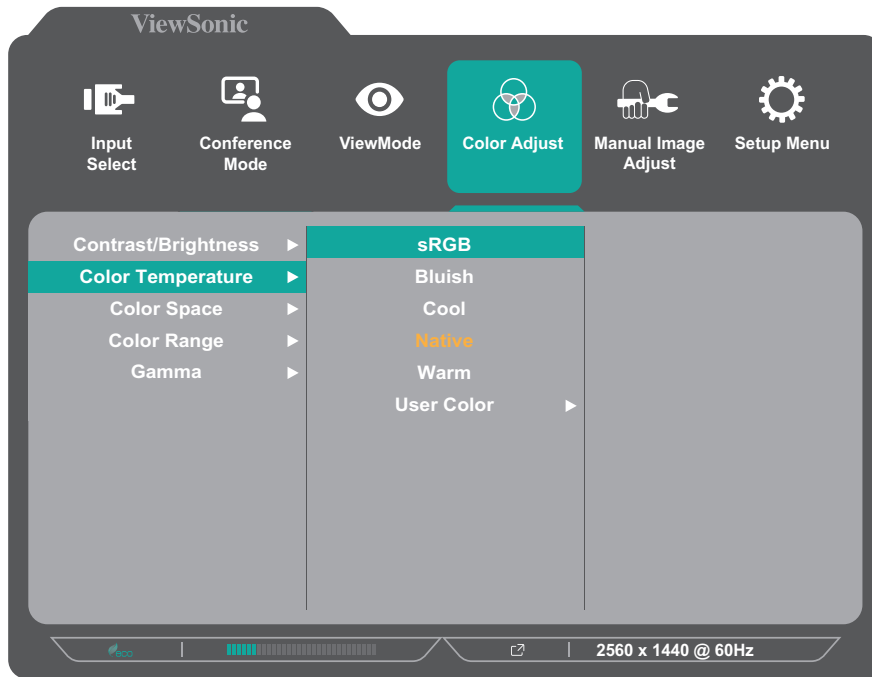 ViewSonic
Input
Select
Conference
Mode
ViewMode
Color Adjust
Manual Image
Adjust
Setup Menu
Contrast/Brightness
Color Temperature
Color Space
Color Range
Gamma
sRGB
Bluish
Cool
Native
Warm
User Color
eco
2560 x 1440 @ 60Hz